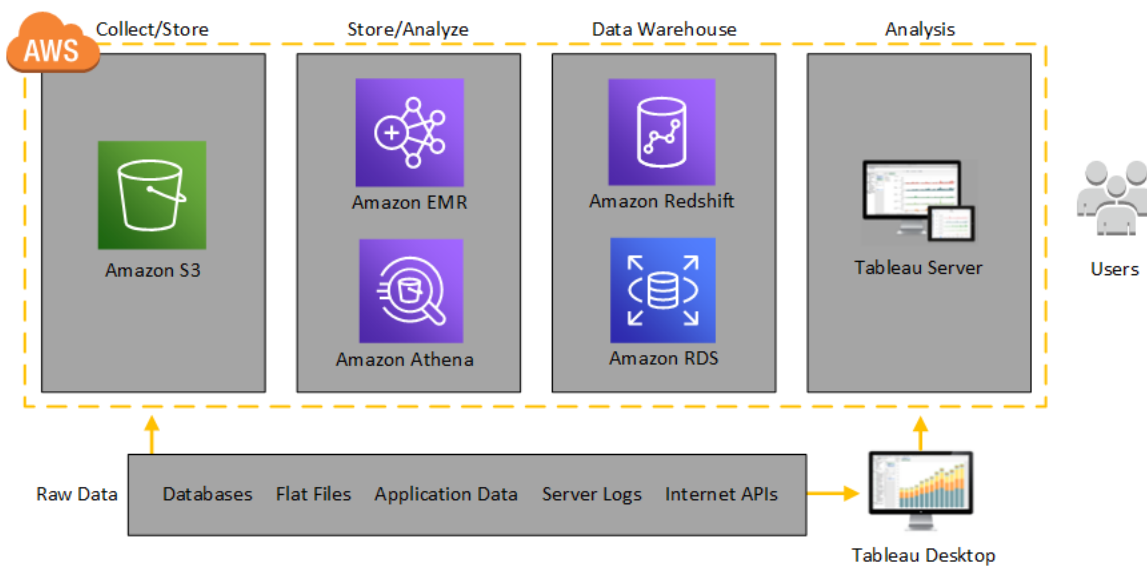 AWS
Collect/Store
Store/Analyze
Data Warehouse
Analysis
Amazon S3
Amazon EMR
Amazon Athena
Amazon Redshift
Amazon RDS
Tableau Server
Users
Raw Data
Databases
Flat Files
Application Data
Server Logs
Internet APIs
Tableau Desktop